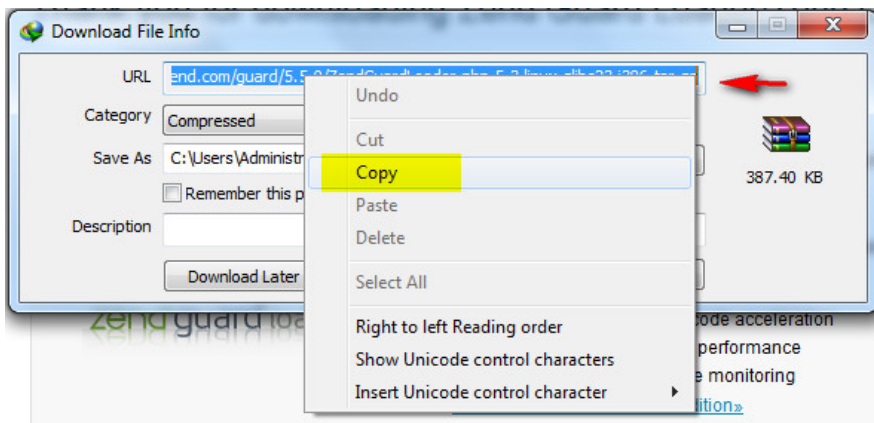 Download File Info
URL end.com/guard/5.5.0/ZendGuardLoader-php-5.3-linux-glibc23-i386.tar.gz
Category Compressed
Save As C:\Users\Administr
387.40 KB
Remember this p
Description
Download Later
Undo
Cut
Copy
Paste
Delete
Select All
Right to left Reading order
Show Unicode control characters
Insert Unicode control character
zend guard loa
code acceleration
performance
e monitoring
dition»